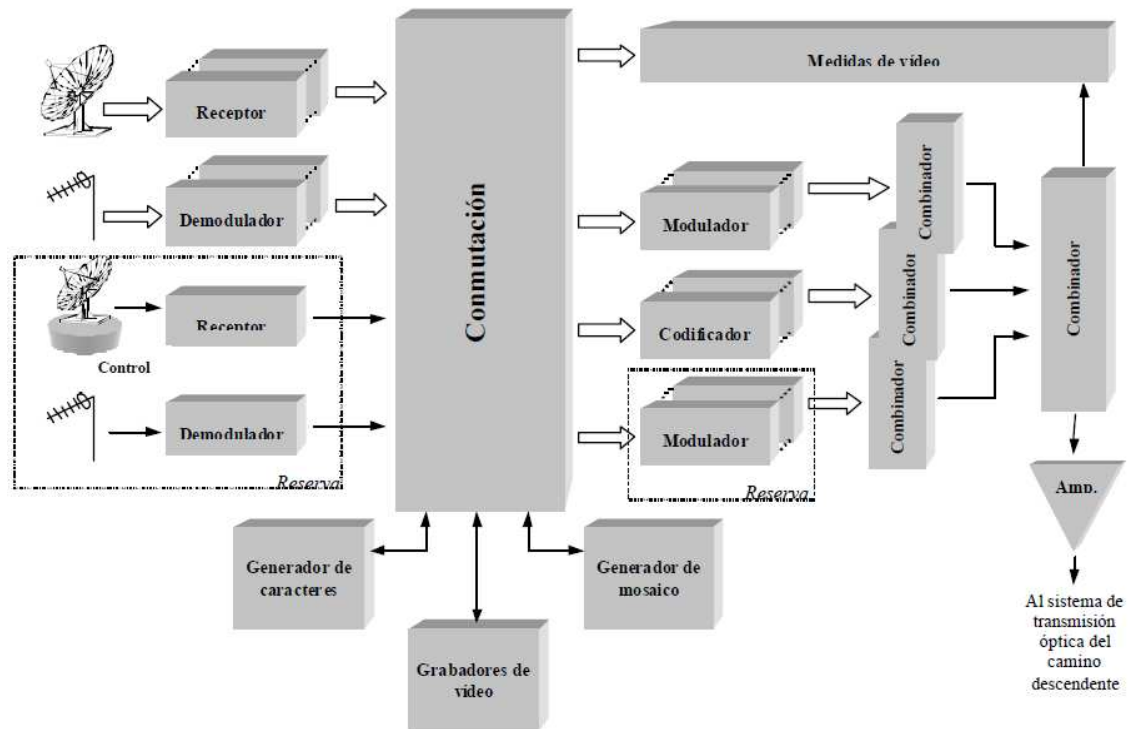 Receptor
Demodulador
Receptor
Control
Demodulador
Reserva
Conmutación
Generador de
caracteres
Grabadores de
vídeo
Generador de
mosaico
Medidas de vídeo
Modulador
Codificador
Modulador
Reserva
Combinador
Combinador
Combinador
Combinador
Amp.
Al sistema de
transmisión
óptica del
camino
descendente